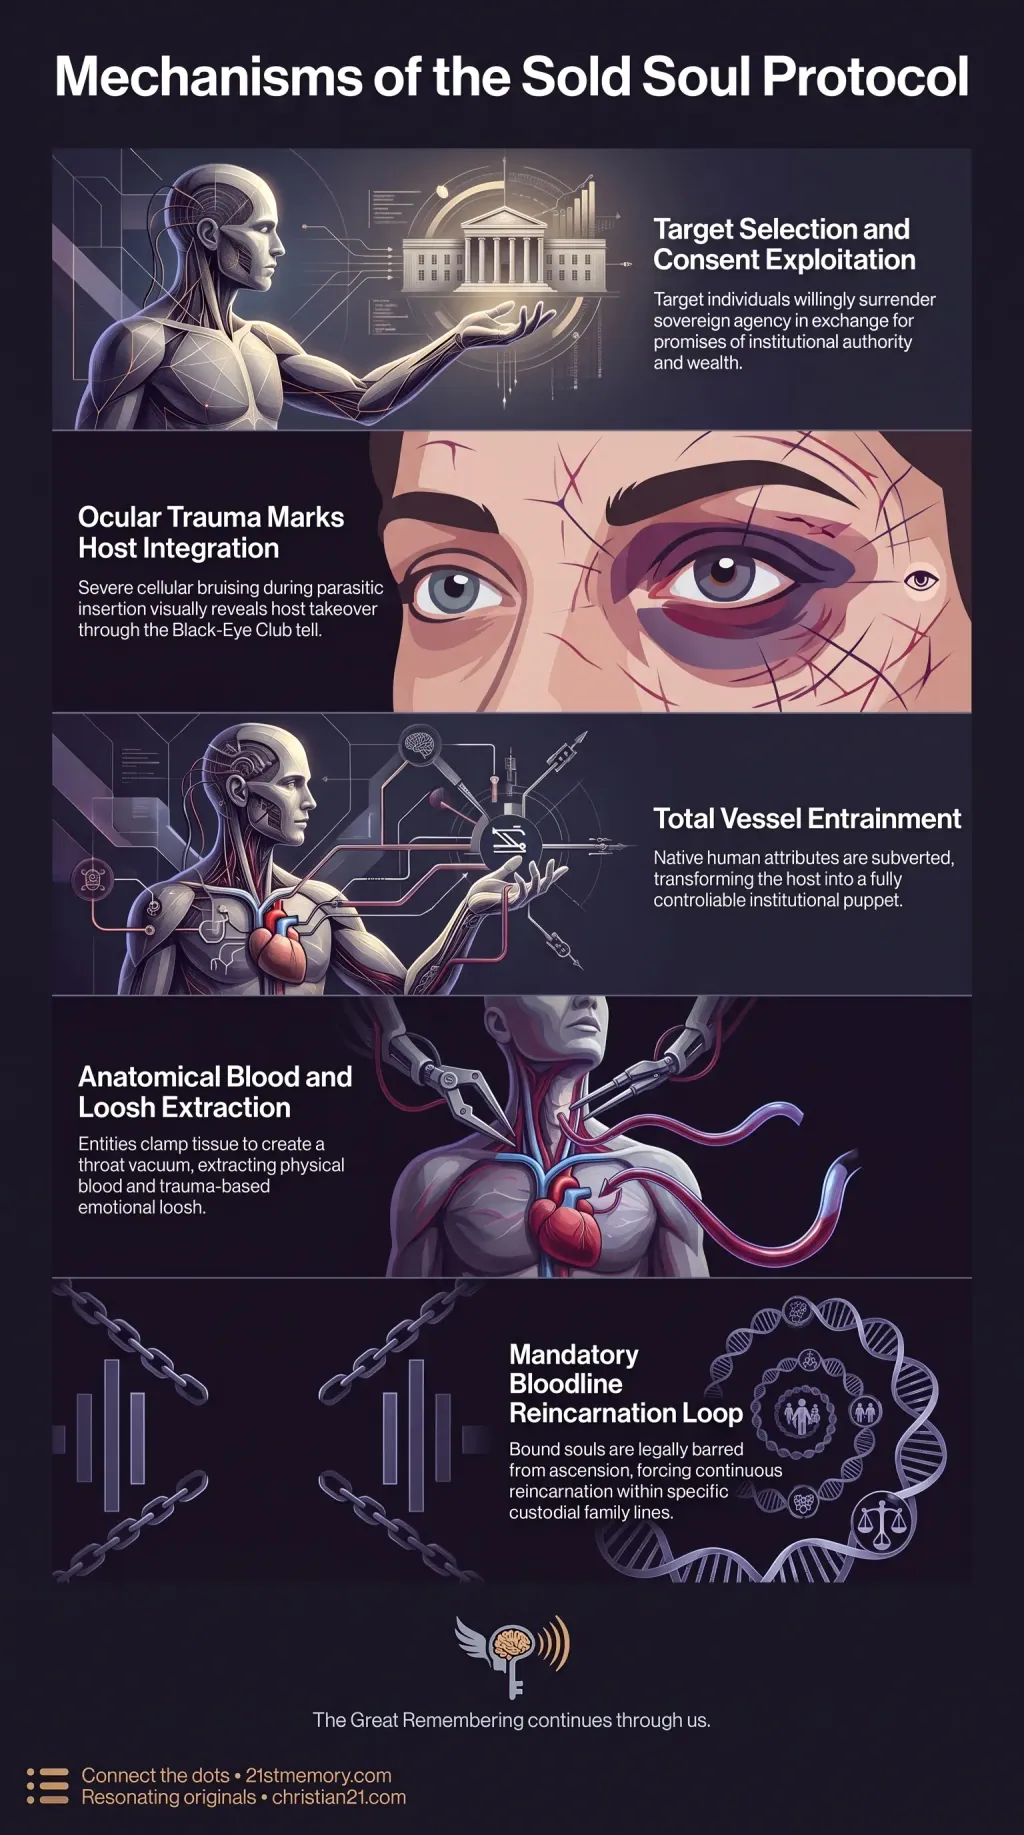 Mechanisms of the Sold Soul Protocol
Target Selection and
Consent Exploitation
Target individuals willingly surrender
sovereign agency in exchange for
promises of institutional authority
and wealth.
Ocular Trauma Marks
Host Integration
Severe cellular bruising during parasitic
insertion visually reveals host takeover
through the Black-Eye Club tell.
Total Vessel Entrainment
Native human attributes are subverted,
transforming the host into a fully
controliable institutional puppet.
Anatomical Blood and
Loosh Extraction
Entities clamp tissue to create a
throat vacuum, extracting physical
blood and trauma-based
emotional loosh.
Mandatory
Bloodline
Reincarnation Loop
Bound souls are legally barred
from ascension, forcing continuous
reincarnation within specific
custodial family lines.
The Great Remembering continues through us.
Connect the dots • 21stmemory.com
Resonating originals • christian21.com